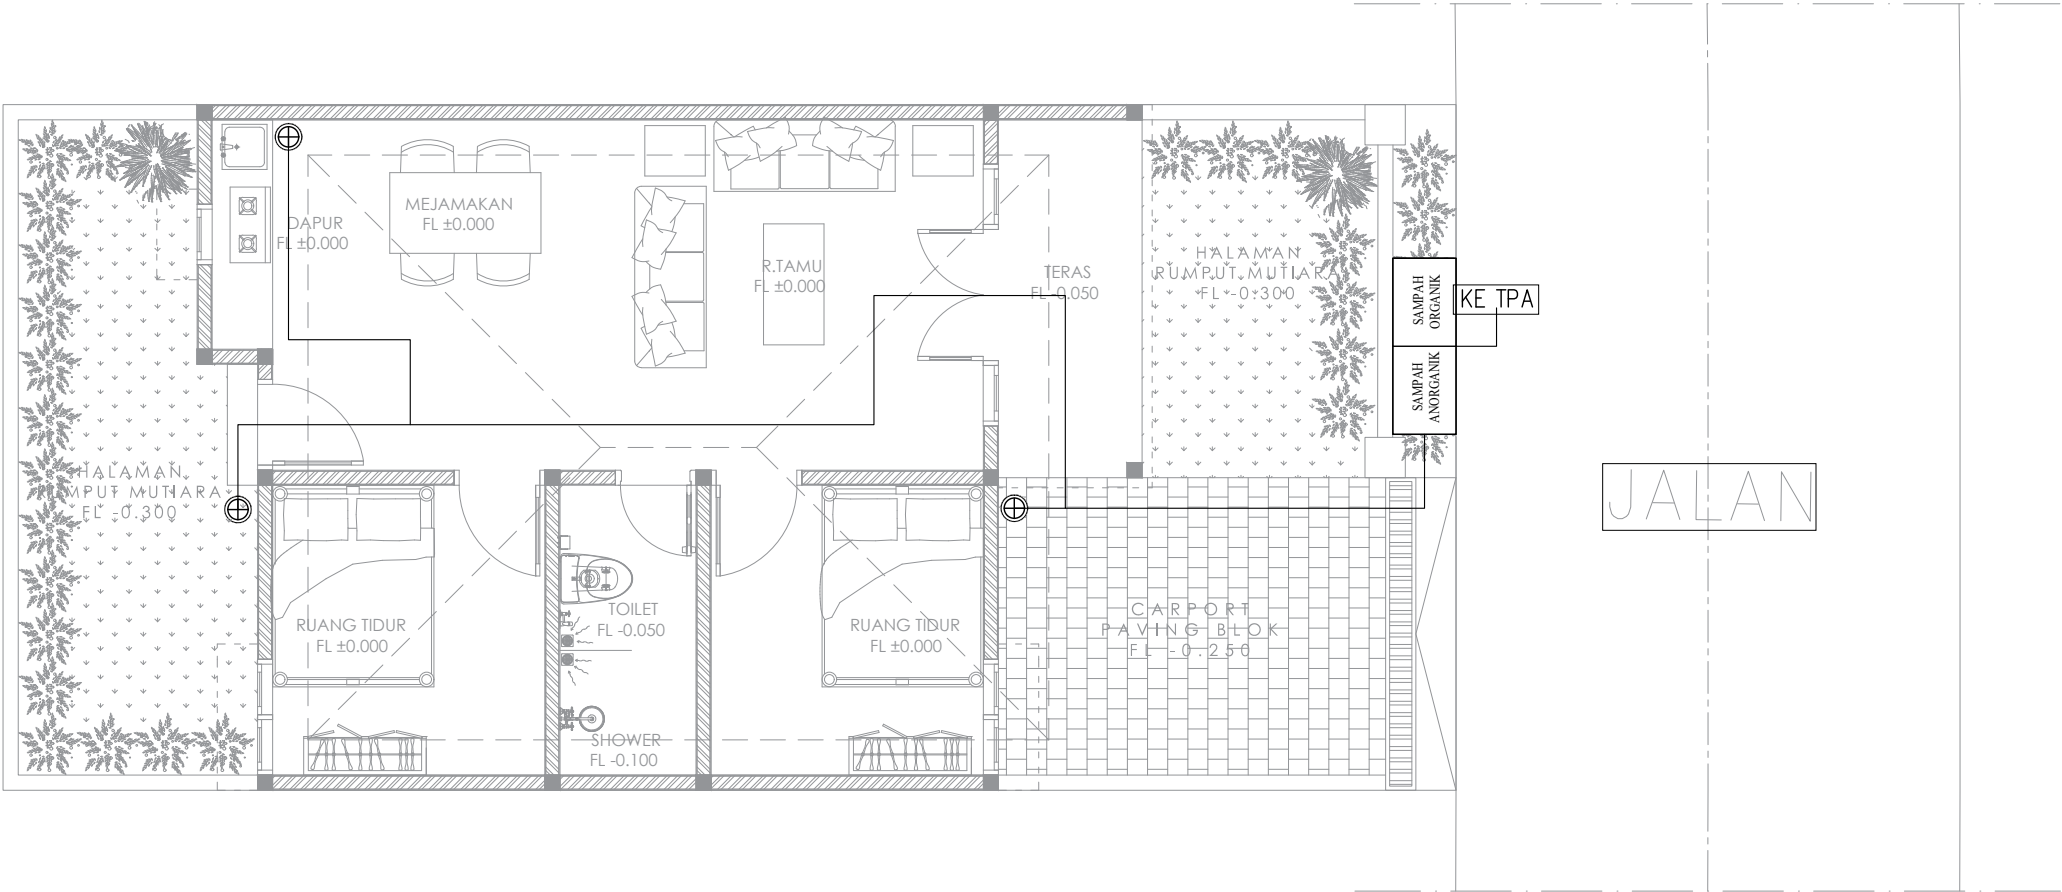 DAPUR
FL ±0.000
MEJAMAKAN
FL ±0.000
R.TAMU
FL ±0.000
TERAS
FL -0.050
HALAMAN
RUMPUT MUTIARA
FL -0.300
SAMPAH
ORGANIK
KE TPA
SAMPAH
ANORGANIK
JALAN
HALAMAN
RUMPUT MUTIARA
FL -0.300
RUANG TIDUR
FL ±0.000
TOILET
FL -0.050
SHOWER
FL -0.100
RUANG TIDUR
FL ±0.000
CARPORT
PAVING BLOK
FL -0.250